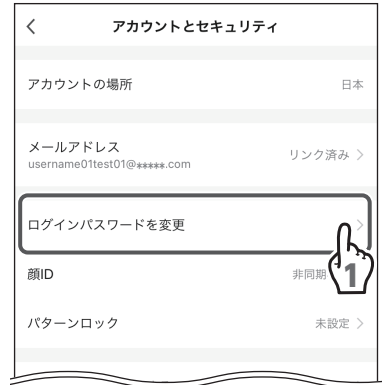 アカウントとセキュリティ
アカウントの場所
日本
メールアドレス
リンク済み
username01test01@*****.com
ログインパスワードを変更
1
顔ID
非同期
パターンロック
未設定